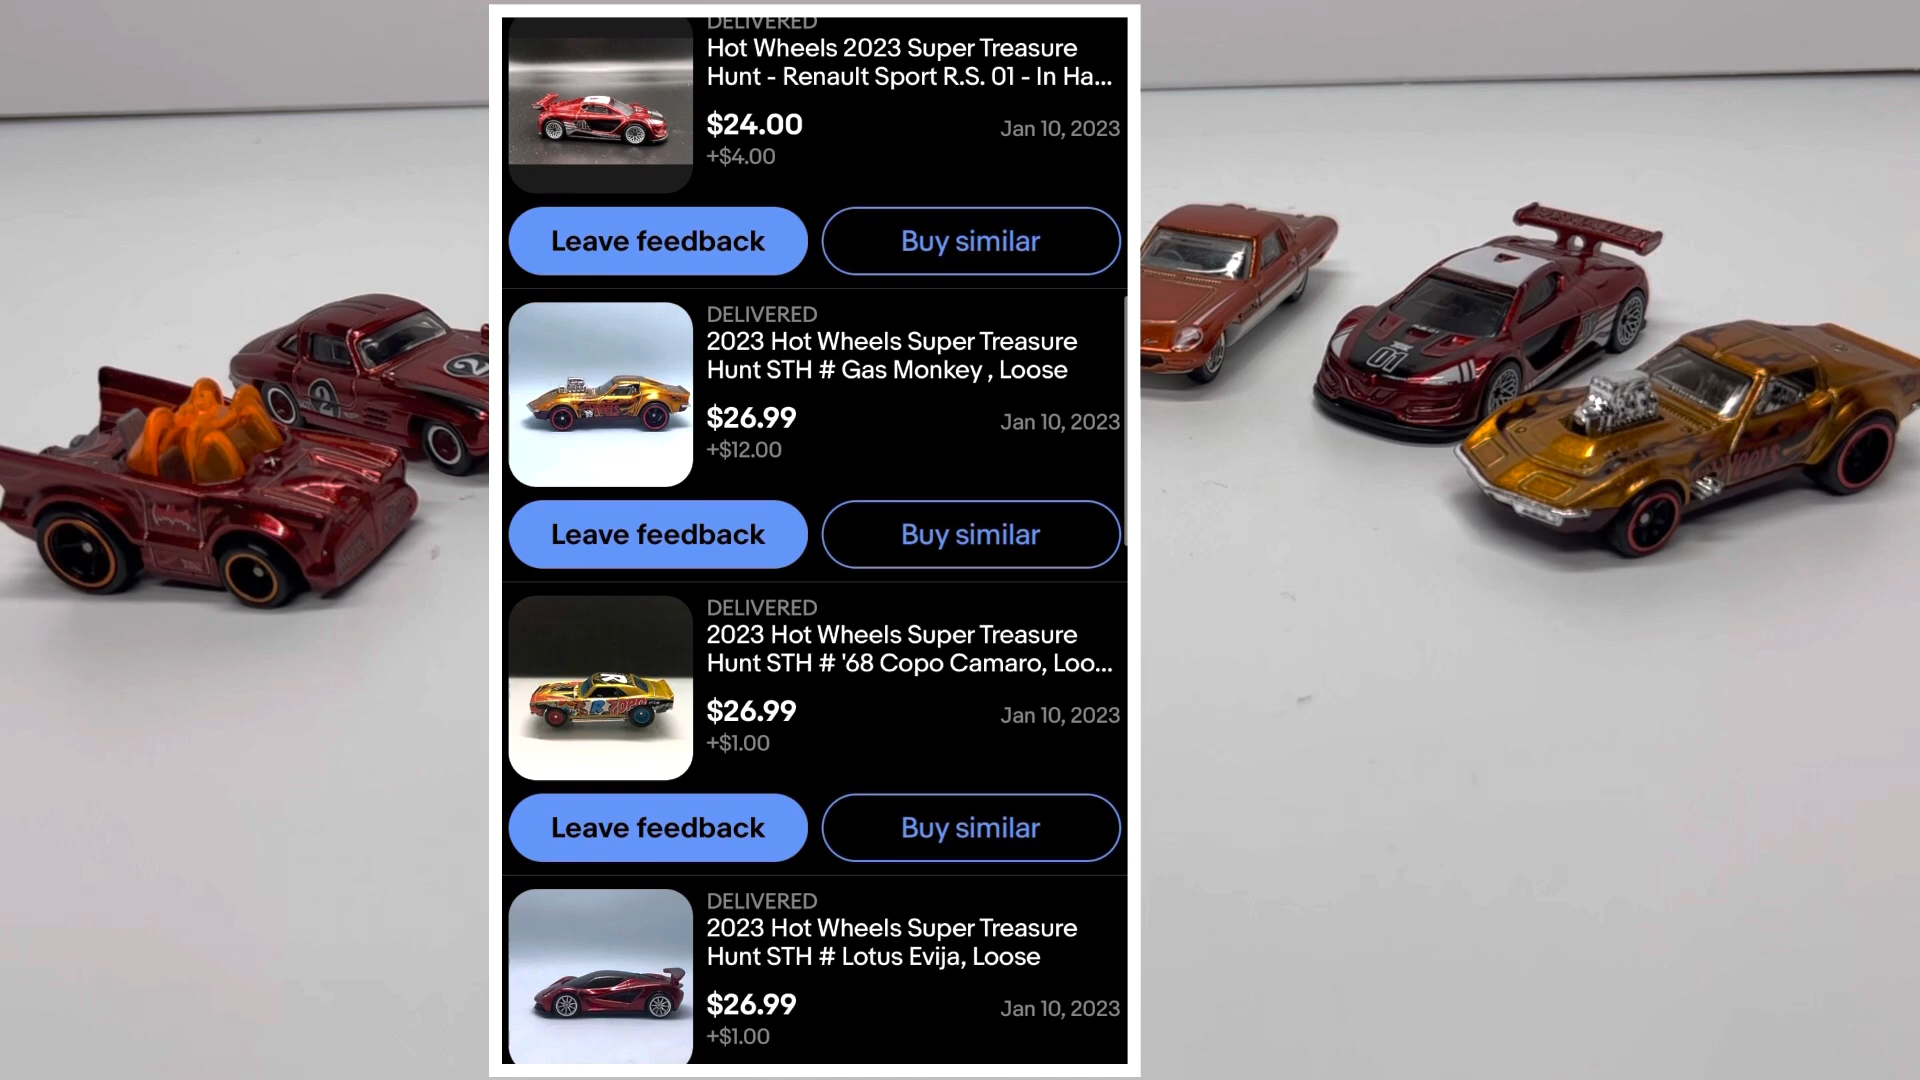 DELIVERED
Hot Wheels 2023 Super Treasure
Hunt - Renault Sport R.S. 01 - In Ha...
$24.00
Jan 10, 2023
+$4.00
Leave feedback
Buy similar
DELIVERED
2023 Hot Wheels Super Treasure
Hunt STH # Gas Monkey , Loose
$26.99
Jan 10, 2023
+$12.00
Leave feedback
Buy similar
DELIVERED
2023 Hot Wheels Super Treasure
Hunt STH # '68 Copo Camaro, Loo...
$26.99
Jan 10, 2023
+$1.00
Leave feedback
Buy similar
DELIVERED
2023 Hot Wheels Super Treasure
Hunt STH # Lotus Evija, Loose
$26.99
Jan 10, 2023
+$1.00
2
2
01